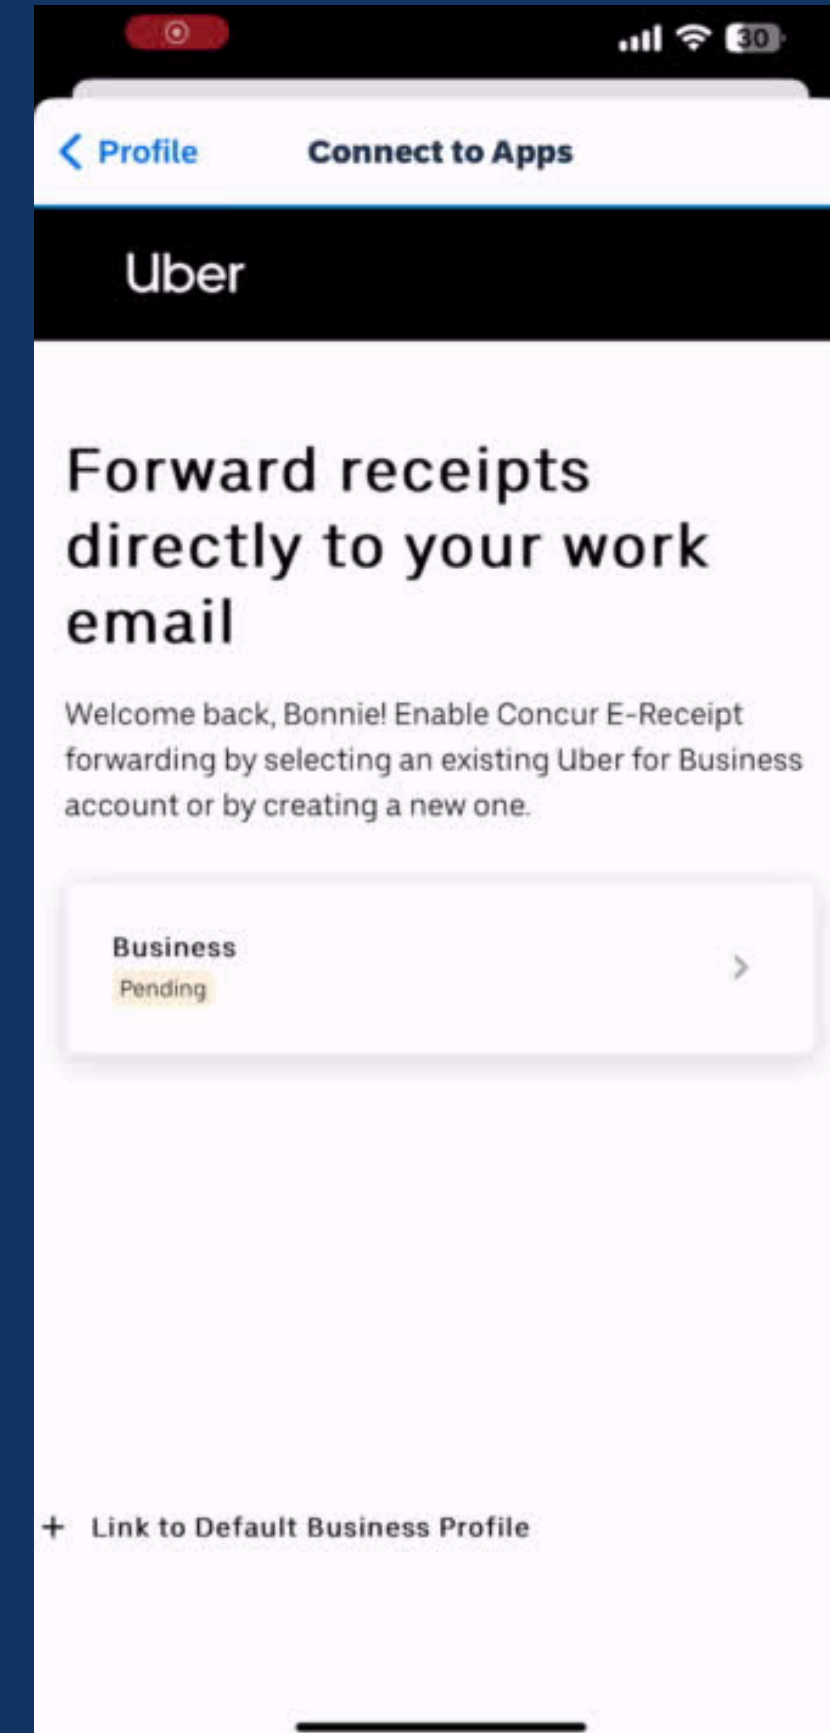 30
Profile
Connect to Apps
Uber
Forward receipts
directly to your work
email
Welcome back, Bonnie! Enable Concur E-Receipt
forwarding by selecting an existing Uber for Business
account or by creating a new one.
Business
Pending
+ Link to Default Business Profile